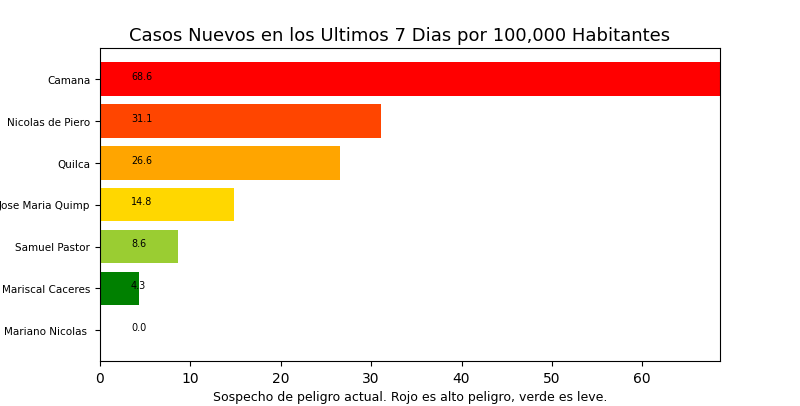 Casos Nuevos en los Ultimos 7 Dias por 100,000 Habitantes
Camana 68.6
Nicolas de Piero 31.1
Quilca 26.6
Jose Maria Quimp 14.8
Samuel Pastor 8.6
Mariscal Caceres 4.3
Mariano Nicolas 0.0
0 10 20 30 40 50 60
Sospecho de peligro actual. Rojo es alto peligro, verde es leve.